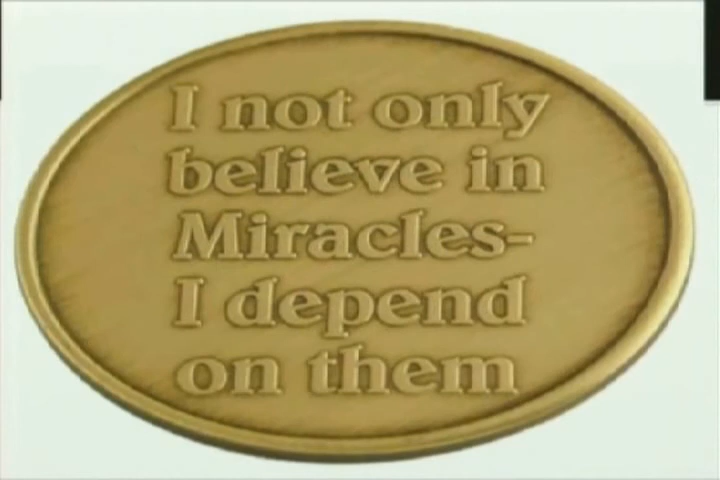 I not only
believe in
Miracles-
I depend
on them